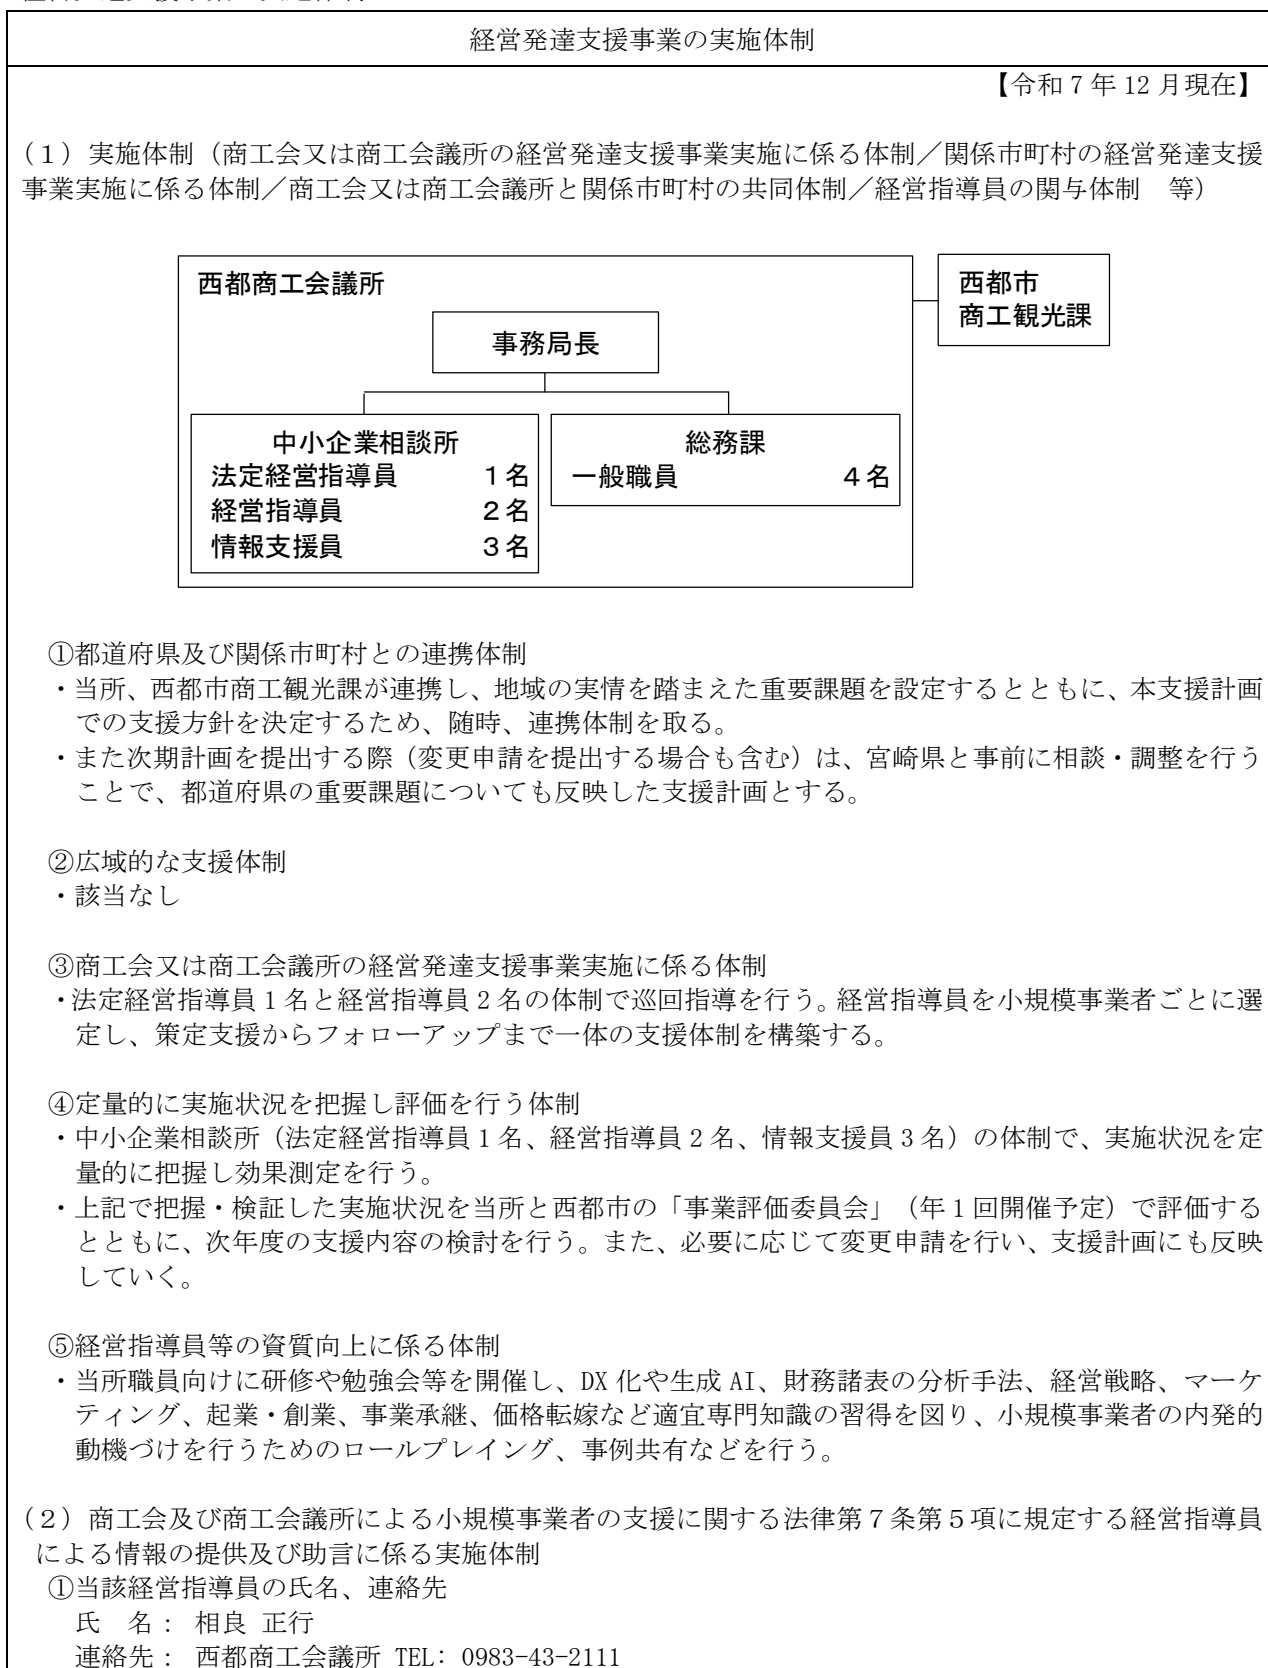 経営発達支援事業の実施体制
【令和7年12月現在】
(1)実施体制(商工会又は商工会議所の経営発達支援事業実施に係る体制/関係市町村の経営発達支援
事業実施に係る体制/商工会又は商工会議所と関係市町村の共同体制/経営指導員の関与体制 等)
西都商工会議所
西都市
商工観光課
事務局長
中小企業相談所
法定経営指導員 1名
経営指導員 2名
情報支援員 3名
総務課
一般職員 4名
①都道府県及び関係市町村との連携体制
・当所、西都市商工観光課が連携し、地域の実情を踏まえた重要課題を設定するとともに、本支援計画
での支援方針を決定するため、随時、連携体制を取る。
・また次期計画を提出する際(変更申請を提出する場合も含む)は、宮崎県と事前に相談・調整を行う
ことで、都道府県の重要課題についても反映した支援計画とする。
②広域的な支援体制
・該当なし
③商工会又は商工会議所の経営発達支援事業実施に係る体制
・法定経営指導員1名と経営指導員2名の体制で巡回指導を行う。経営指導員を小規模事業者ごとに選
定し、策定支援からフォローアップまで一体の支援体制を構築する。
④定量的に実施状況を把握し評価を行う体制
・中小企業相談所(法定経営指導員1名、経営指導員2名、情報支援員3名)の体制で、実施状況を定
量的に把握し効果測定を行う。
・上記で把握・検証した実施状況を当所と西都市の「事業評価委員会」(年1回開催予定)で評価する
とともに、次年度の支援内容の検討を行う。また、必要に応じて変更申請を行い、支援計画にも反映
していく。
⑤経営指導員等の資質向上に係る体制
・当所職員向けに研修や勉強会等を開催し、DX化や生成AI、財務諸表の分析手法、経営戦略、マーケ
ティング、起業・創業、事業承継、価格転嫁など適宜専門知識の習得を図り、小規模事業者の内発的
動機づけを行うためのロールプレイング、事例共有などを行う。
(2)商工会及び商工会議所による小規模事業者の支援に関する法律第7条第5項に規定する経営指導員
による情報の提供及び助言に係る実施体制
①当該経営指導員の氏名、連絡先
氏 名: 相良 正行
連絡先: 西都商工会議所 TEL: 0983-43-2111